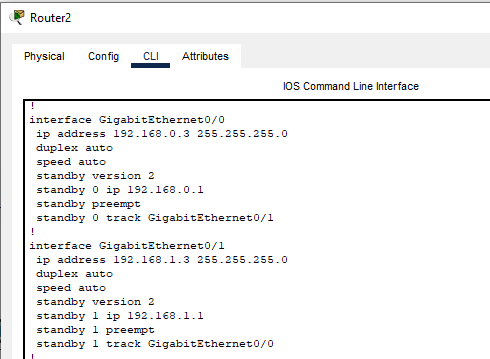 Router2
Physical Config CLI Attributes
IOS Command Line Interface
!
interface GigabitEthernet0/0
ip address 192.168.0.3 255.255.255.0
duplex auto
speed auto
standby version 2
standby 0 ip 192.168.0.1
standby preempt
standby 0 track GigabitEthernet0/1
!
interface GigabitEthernet0/1
ip address 192.168.1.3 255.255.255.0
duplex auto
speed auto
standby version 2
standby 1 ip 192.168.1.1
standby 1 preempt
standby 1 track GigabitEthernet0/0
!